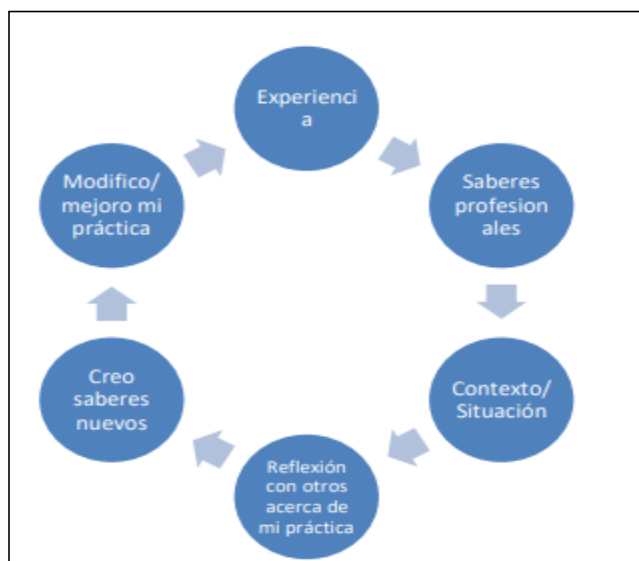 Experienci
a
Saberes
profesion
ales
Contexto/
Situación
Reflexión
con otros
acerca de
mi práctica
Creo
saberes
nuevos
Modifico/
mejoro mi
práctica